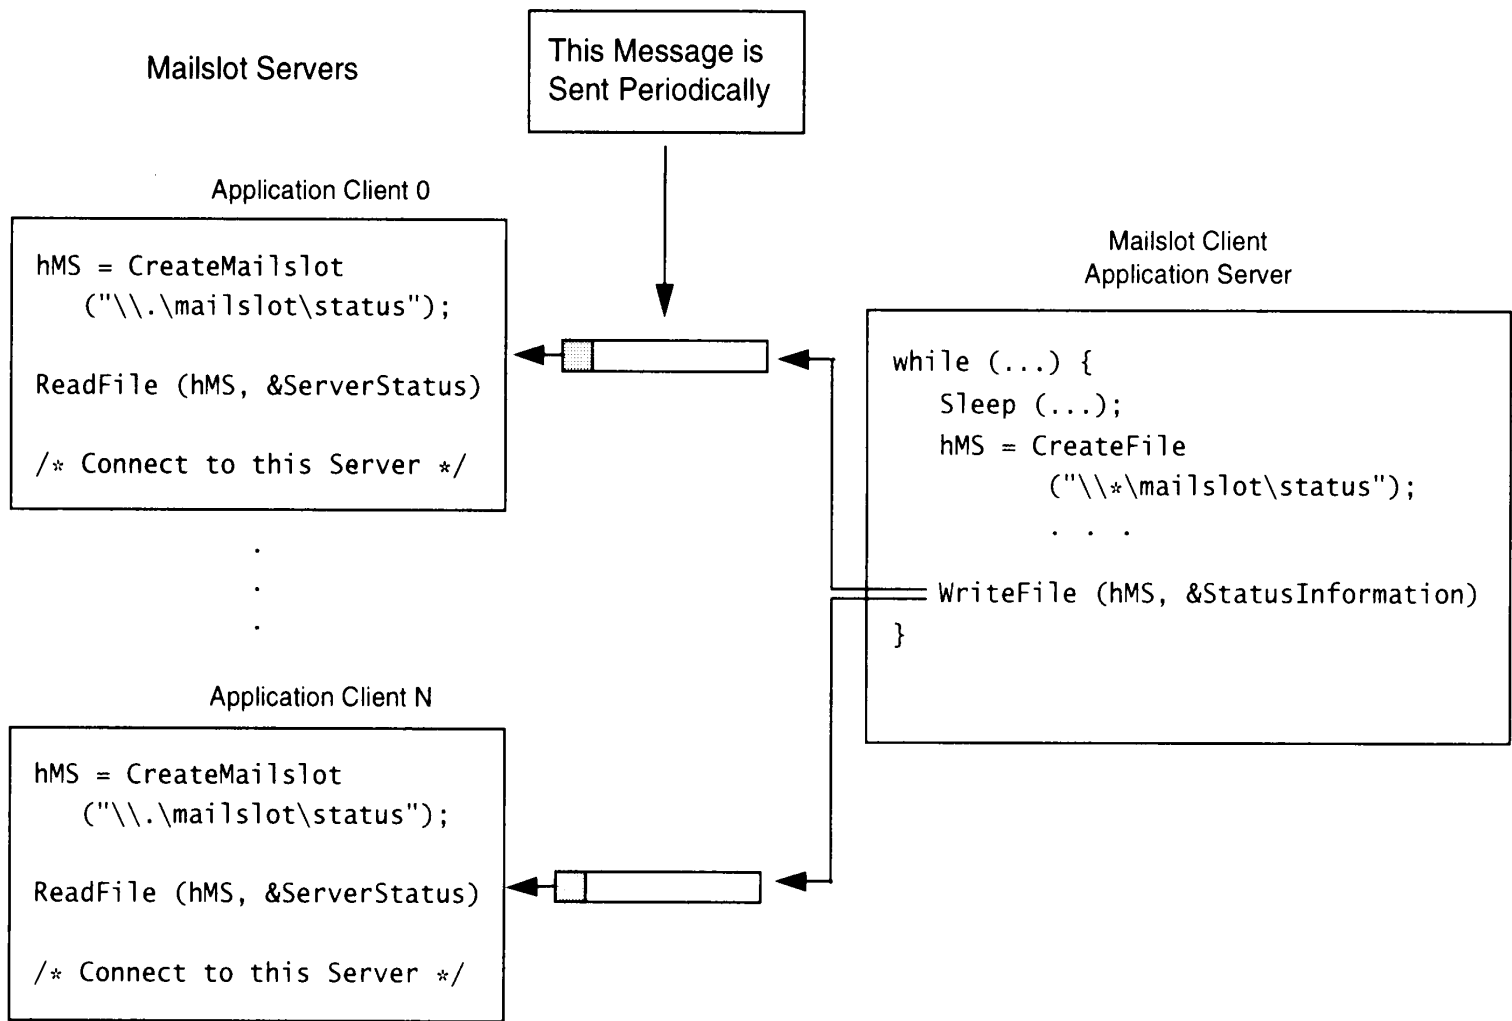 Mailslot Servers
This Message is
Sent Periodically
Application Client 0
hMS = CreateMailslot
("\\.\mailslot\status");
ReadFile (hMS, &ServerStatus)
/* Connect to this Server */
.
.
.
Application Client N
hMS = CreateMailslot
("\\.\mailslot\status");
ReadFile (hMS, &ServerStatus)
/* Connect to this Server */
Mailslot Client
Application Server
while (...) {
Sleep (...);
hMS = CreateFile
("\\*\mailslot\status");
. . .
WriteFile (hMS, &StatusInformation)
}